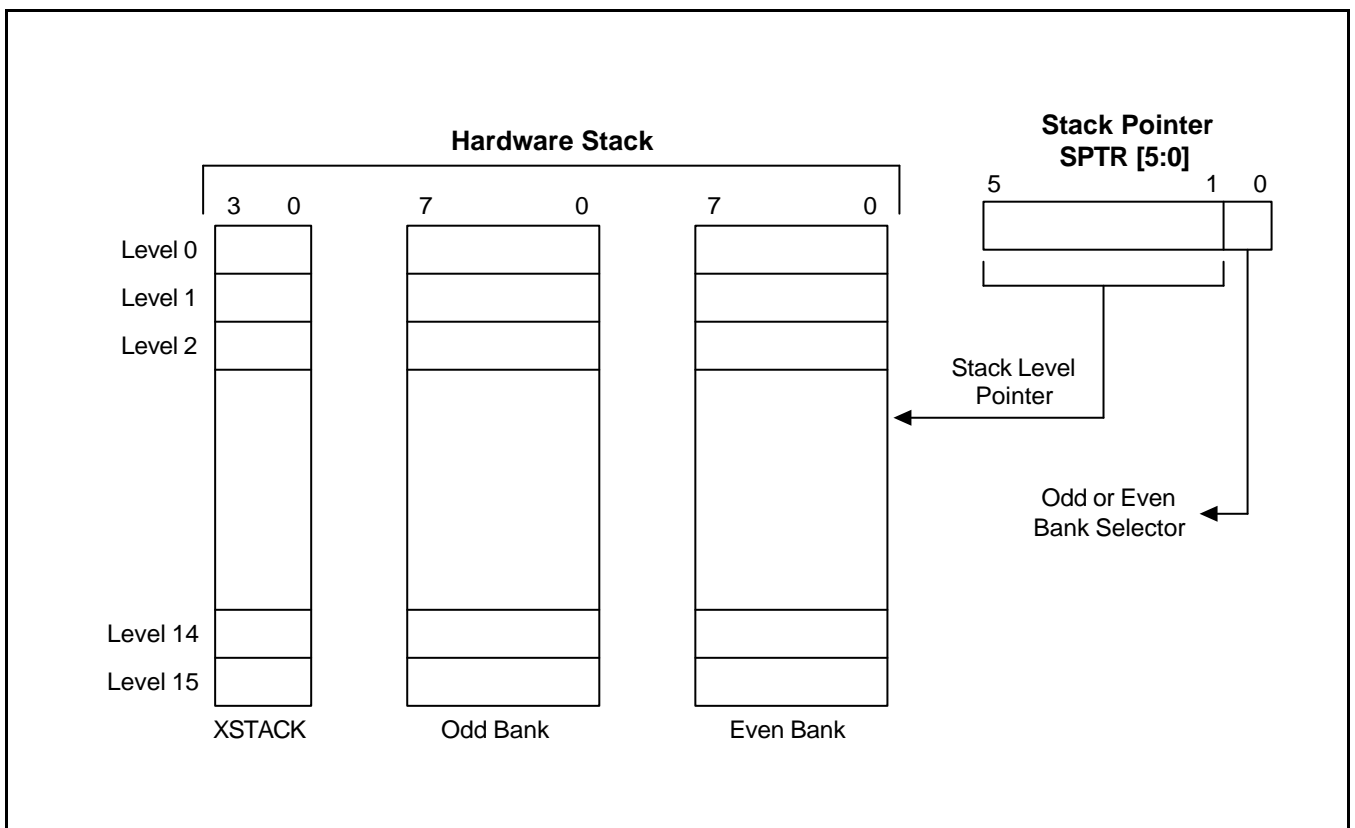 Hardware Stack
Stack Pointer
SPTR [5:0]
5 1 0
3 0 7 0 7 0
Level 0
Level 1
Level 2
Stack Level
Pointer
Odd or Even
Bank Selector
Level 14
Level 15
XSTACK Odd Bank Even Bank